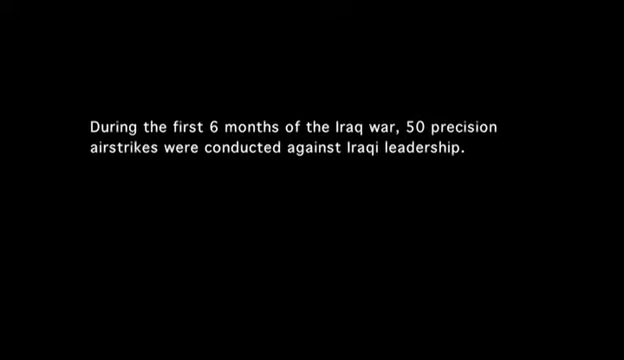 During the first 6 months of the Iraq war, 50 precision
airstrikes were conducted against Iraqi leadership.